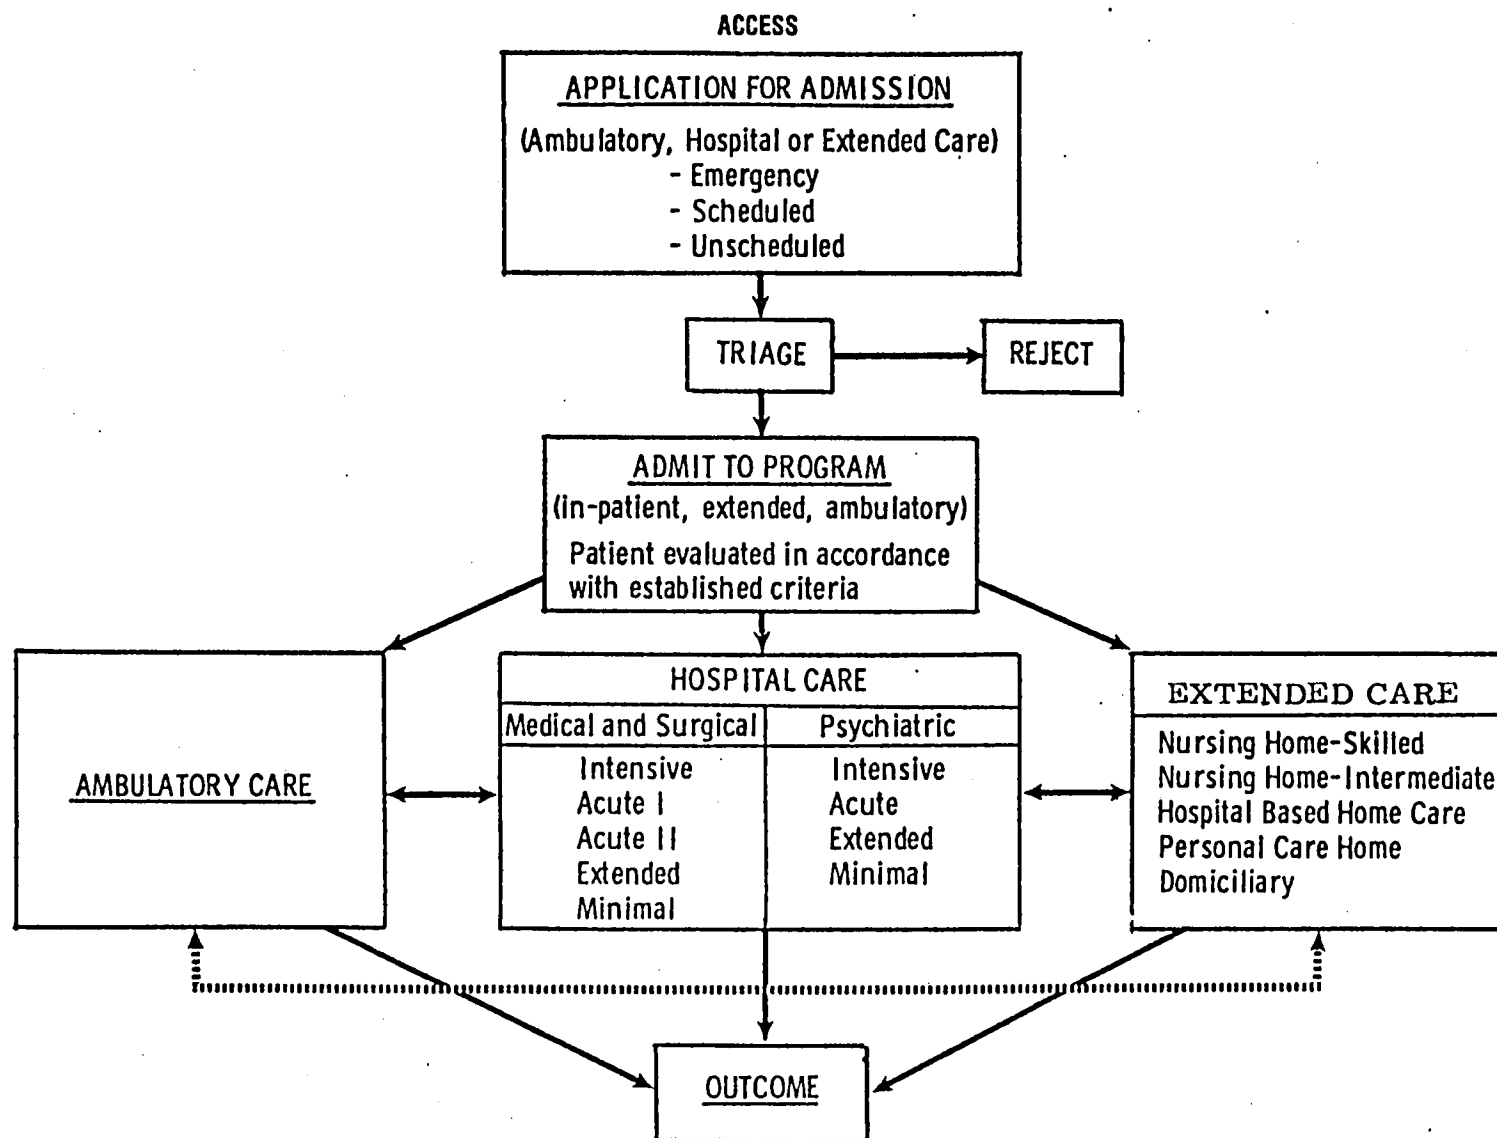 ACCESS
APPLICATION FOR ADMISSION
(Ambulatory, Hospital or Extended Care)
- Emergency
- Scheduled
- Unscheduled
TRIAGE
REJECT
ADMIT TO PROGRAM
(in-patient, extended, ambulatory)
Patient evaluated in accordance
with established criteria
AMBULATORY CARE
HOSPITAL CARE
Medical and Surgical
Intensive
Acute I
Acute II
Extended
Minimal
Psychiatric
Intensive
Acute
Extended
Minimal
EXTENDED CARE
Nursing Home-Skilled
Nursing Home-Intermediate
Hospital Based Home Care
Personal Care Home
Domiciliary
OUTCOME